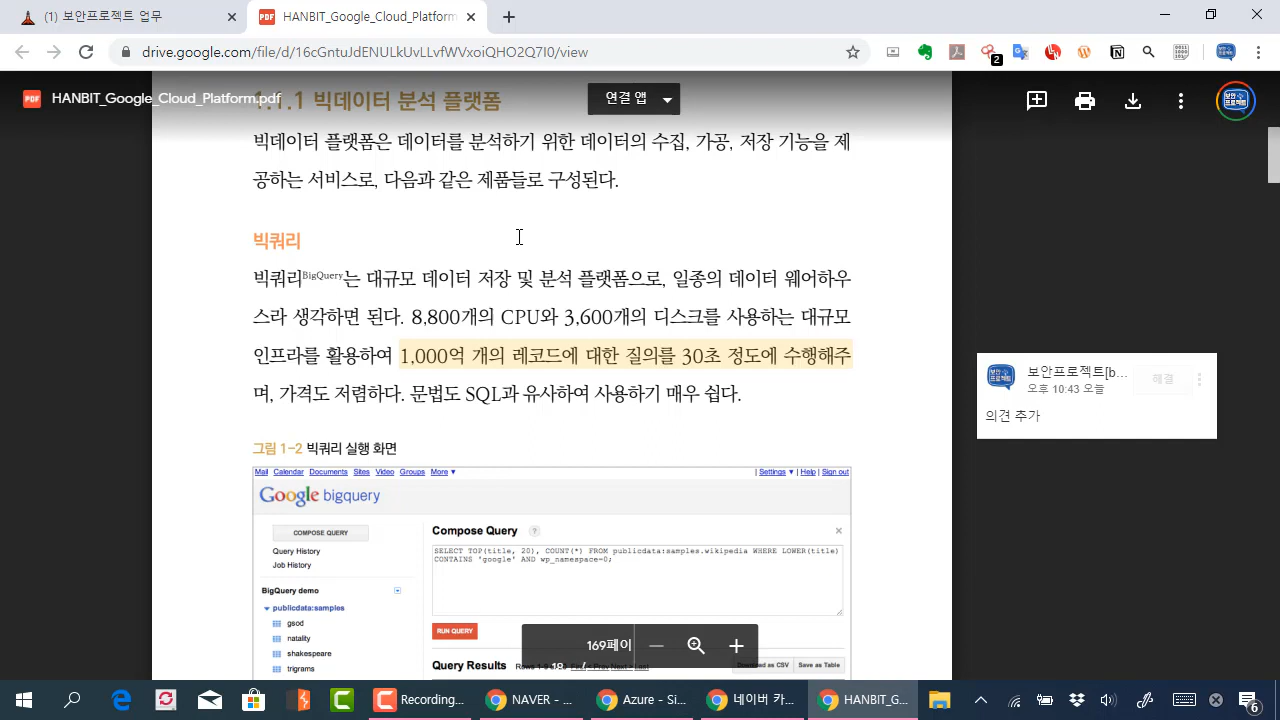 보안프로젝트 업무
drive.google.com/file/d/16cGntuJdENULkUvLLvfWVxoiQHO2Q7I0/view
2
PDF HANBIT_Google_Cloud_Platform.pdf
연결 앱
1.1.1 빅데이터 분석 플랫폼
빅데이터 플랫폼은 데이터를 분석하기 위한 데이터의 수집, 가공, 저장 기능을 제
공하는 서비스로, 다음과 같은 제품들로 구성된다.
빅쿼리
빅쿼리BigQuery는 대규모 데이터 저장 및 분석 플랫폼으로, 일종의 데이터 웨어하우
스라 생각하면 된다. 8,800개의 CPU와 3,600개의 디스크를 사용하는 대규모
인프라를 활용하여 1,000억 개의 레코드에 대한 질의를 30초 정도에 수행해주
며, 가격도 저렴하다. 문법도 SQL과 유사하여 사용하기 매우 쉽다.
보안프로젝트[b...
해결
오후 10:43 오늘
의견 추가
그림 1-2 빅쿼리 실행 화면
Mail Calendar Documents Sites Video Groups More ▼ | Settings ▼ | Help | Sign out
Google bigquery
COMPOSE QUERY
Query History
Job History
BigQuery demo
publicdata:samples
gsod
natality
shakespeare
trigrams
Compose Query ?
SELECT TOP(title, 20), COUNT(*) FROM publicdata:samples.wikipedia WHERE LOWER(title)
CONTAINS 'google' AND wp_namespace=0;
RUN QUERY
Query Results
Download as CSV Save as Table
169페이
Recording...
NAVER - ...
Azure - Si...
네이버 카...
HANBIT_G...
6